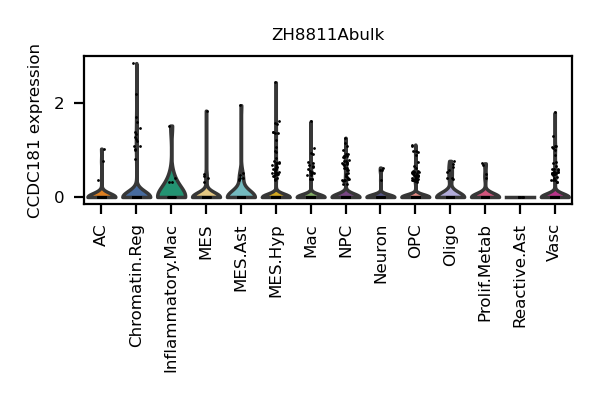 ZH8811Abulk
CCDC181 expression
2
0
AC
Chromatin.Reg
Inflammatory.Mac
MES
MES.Ast
MES.Hyp
Mac
NPC
Neuron
OPC
Oligo
Prolif.Metab
Reactive.Ast
Vasc